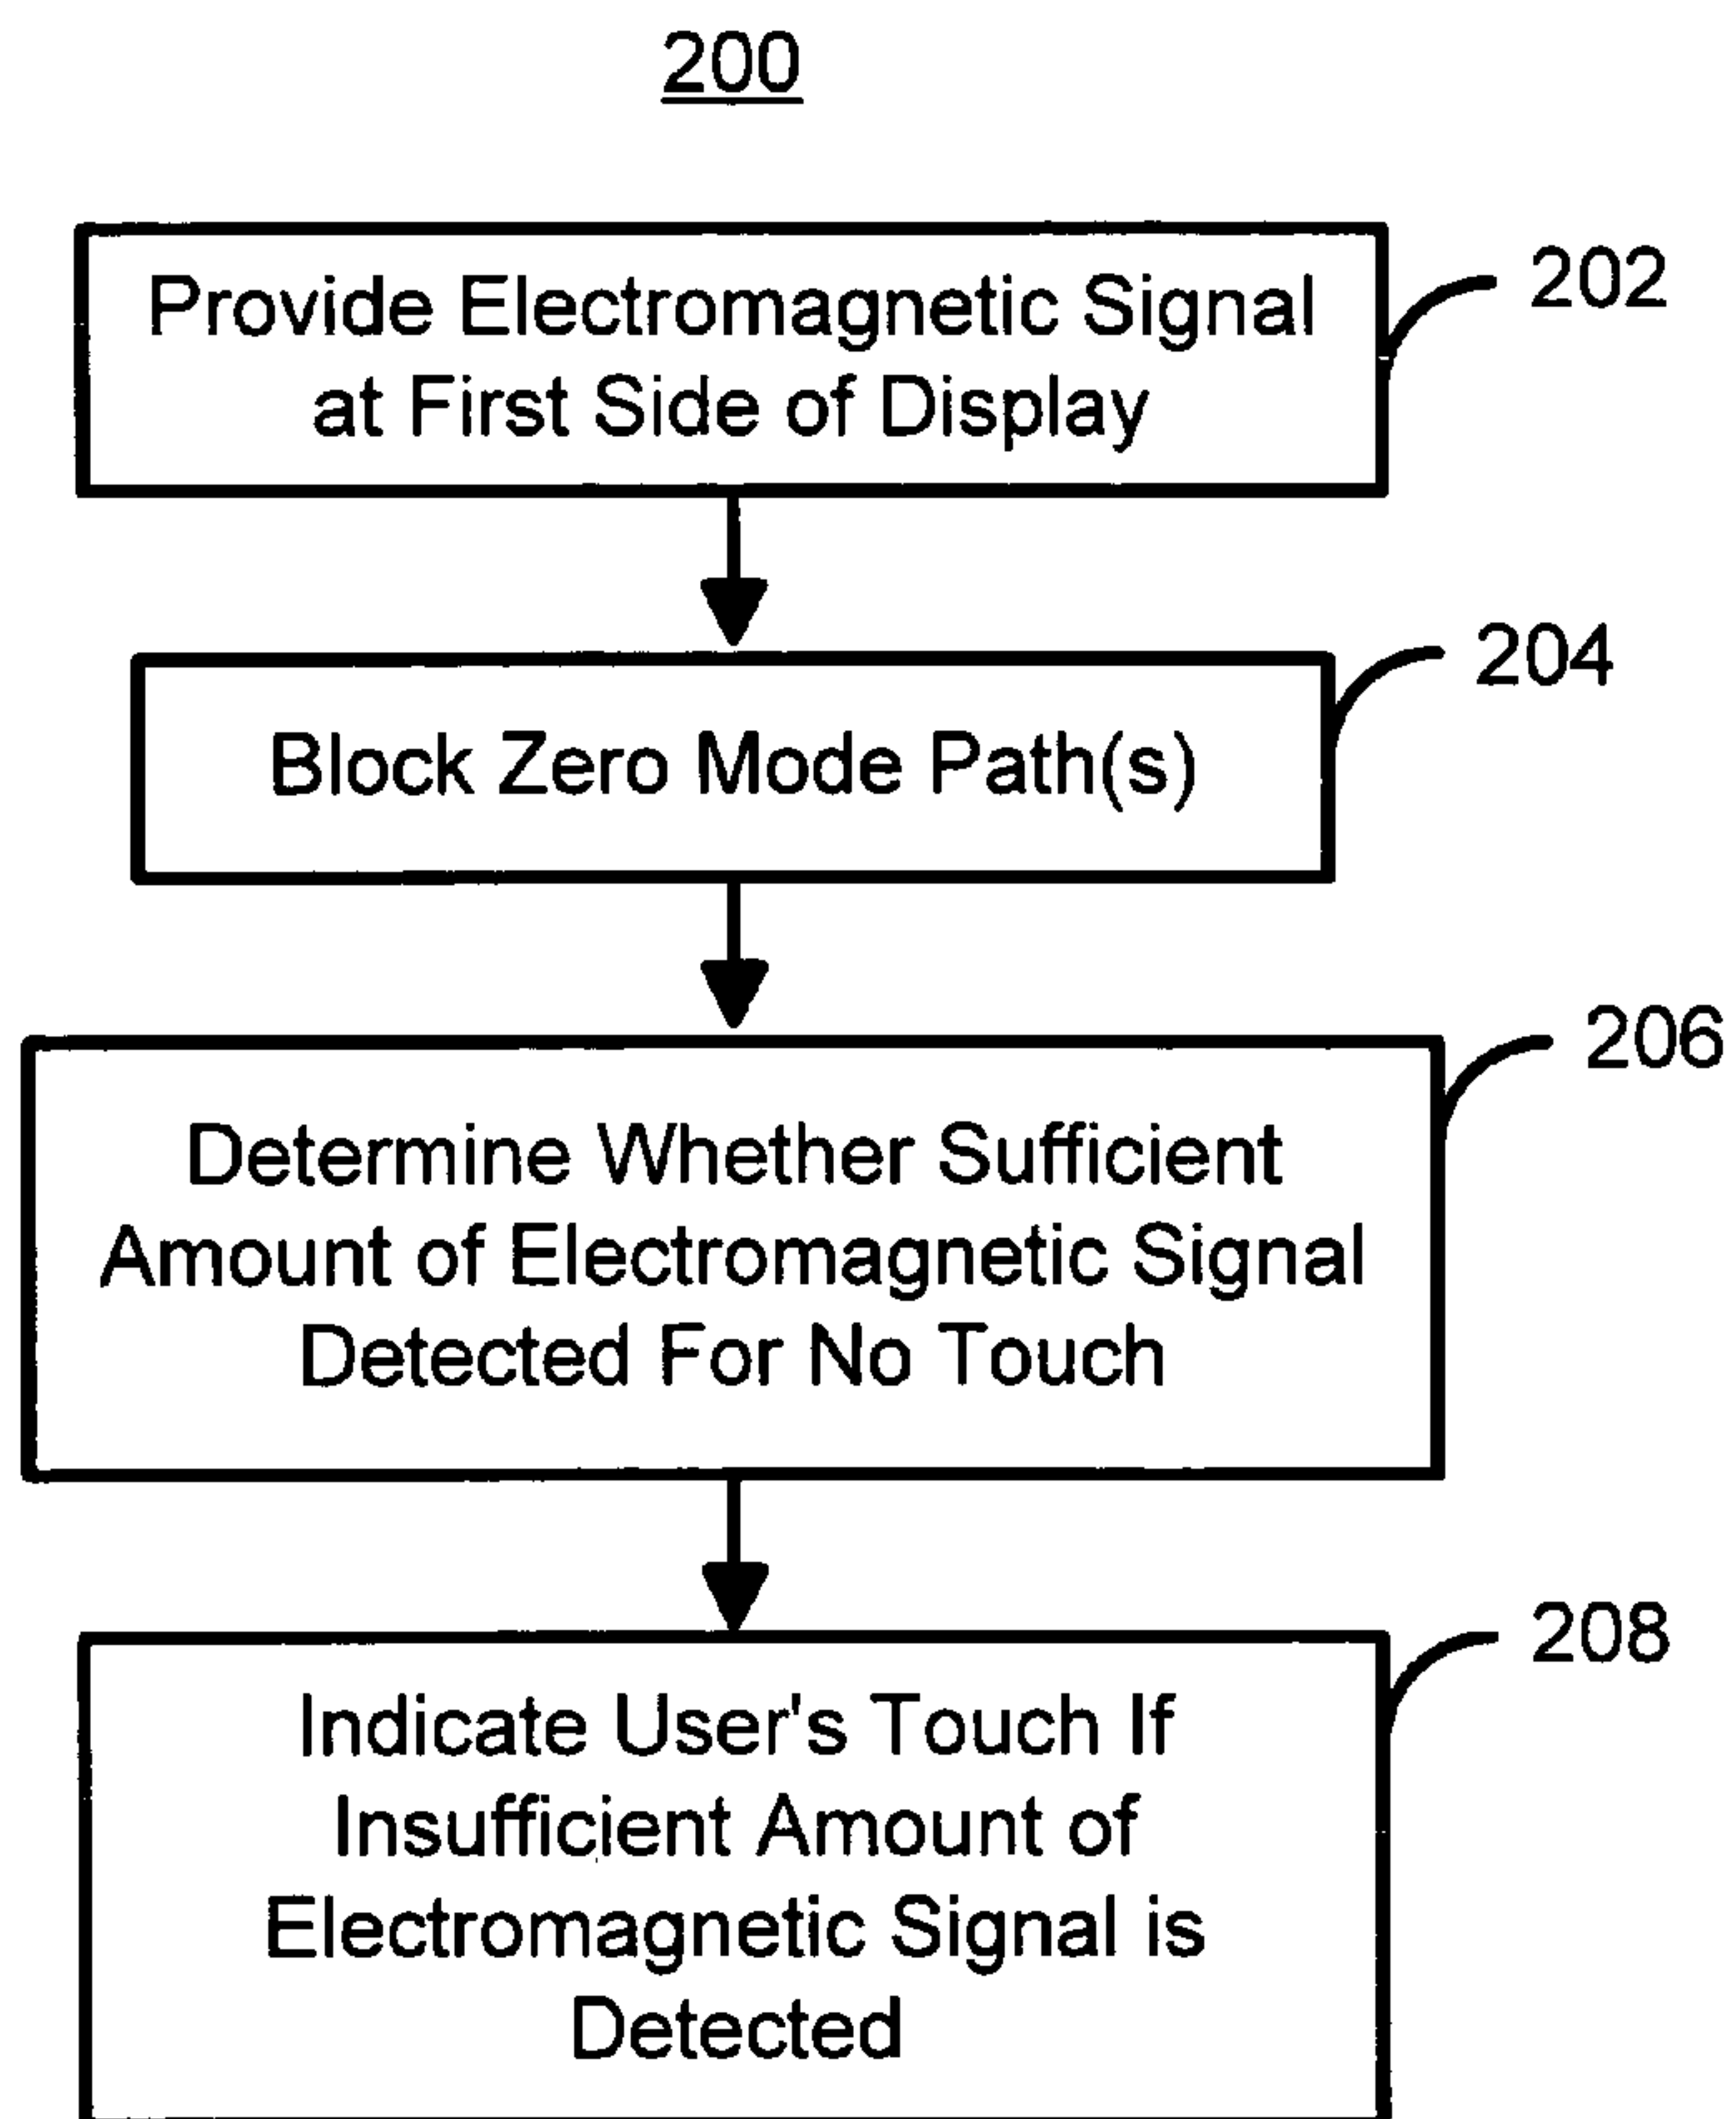 200
Provide Electromagnetic Signal
at First Side of Display
202
Block Zero Mode Path(s)
204
Determine Whether Sufficient
Amount of Electromagnetic Signal
Detected For No Touch
206
Indicate User's Touch If
Insufficient Amount of
Electromagnetic Signal is
Detected
208